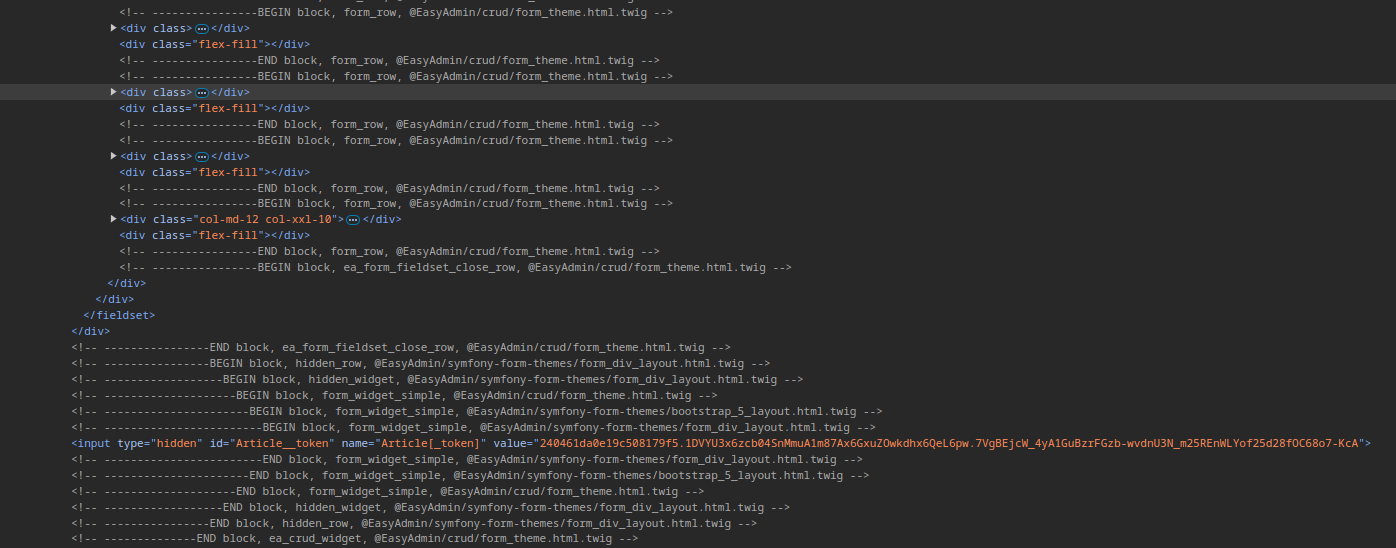 <!-- ----------------BEGIN block, form_row, @EasyAdmin/crud/form_theme.html.twig -->
<div class> ••• </div>
<div class="flex-fill"></div>
<!-- ----------------END block, form_row, @EasyAdmin/crud/form_theme.html.twig -->
<!-- ----------------BEGIN block, form_row, @EasyAdmin/crud/form_theme.html.twig -->
<div class> ••• </div>
<div class="flex-fill"></div>
<!-- ----------------END block, form_row, @EasyAdmin/crud/form_theme.html.twig -->
<!-- ----------------BEGIN block, form_row, @EasyAdmin/crud/form_theme.html.twig -->
<div class> ••• </div>
<div class="flex-fill"></div>
<!-- ----------------END block, form_row, @EasyAdmin/crud/form_theme.html.twig -->
<!-- ----------------BEGIN block, form_row, @EasyAdmin/crud/form_theme.html.twig -->
<div class="col-md-12 col-xxl-10"> ••• </div>
<div class="flex-fill"></div>
<!-- ----------------END block, form_row, @EasyAdmin/crud/form_theme.html.twig -->
<!-- ----------------BEGIN block, ea_form_fieldset_close_row, @EasyAdmin/crud/form_theme.html.twig -->
</div>
</div>
</fieldset>
</div>
<!-- ----------------END block, ea_form_fieldset_close_row, @EasyAdmin/crud/form_theme.html.twig -->
<!-- ----------------BEGIN block, hidden_row, @EasyAdmin/symfony-form-themes/form_div_layout.html.twig -->
<!-- ------------------BEGIN block, hidden_widget, @EasyAdmin/symfony-form-themes/form_div_layout.html.twig -->
<!-- --------------------BEGIN block, form_widget_simple, @EasyAdmin/crud/form_theme.html.twig -->
<!-- ----------------------BEGIN block, form_widget_simple, @EasyAdmin/symfony-form-themes/bootstrap_5_layout.html.twig -->
<!-- ------------------------BEGIN block, form_widget_simple, @EasyAdmin/symfony-form-themes/form_div_layout.html.twig -->
<input type="hidden" id="Article__token" name="Article[_token]" value="240461da0e19c508179f5.1DVYU3x6zcb04SnMmuA1m87Ax6GxuZOwkdhx6QeL6pw.7VqBEjcW_4yA1GuBzrFGzb-wvdnU3N_m25REnWLYof25d28fOC68o7-KcA">
<!-- ------------------------END block, form_widget_simple, @EasyAdmin/symfony-form-themes/form_div_layout.html.twig -->
<!-- ----------------------END block, form_widget_simple, @EasyAdmin/symfony-form-themes/bootstrap_5_layout.html.twig -->
<!-- --------------------END block, form_widget_simple, @EasyAdmin/crud/form_theme.html.twig -->
<!-- ------------------END block, hidden_widget, @EasyAdmin/symfony-form-themes/form_div_layout.html.twig -->
<!-- ----------------END block, hidden_row, @EasyAdmin/symfony-form-themes/form_div_layout.html.twig -->
<!-- --------------END block, ea_crud_widget, @EasyAdmin/crud/form_theme.html.twig -->